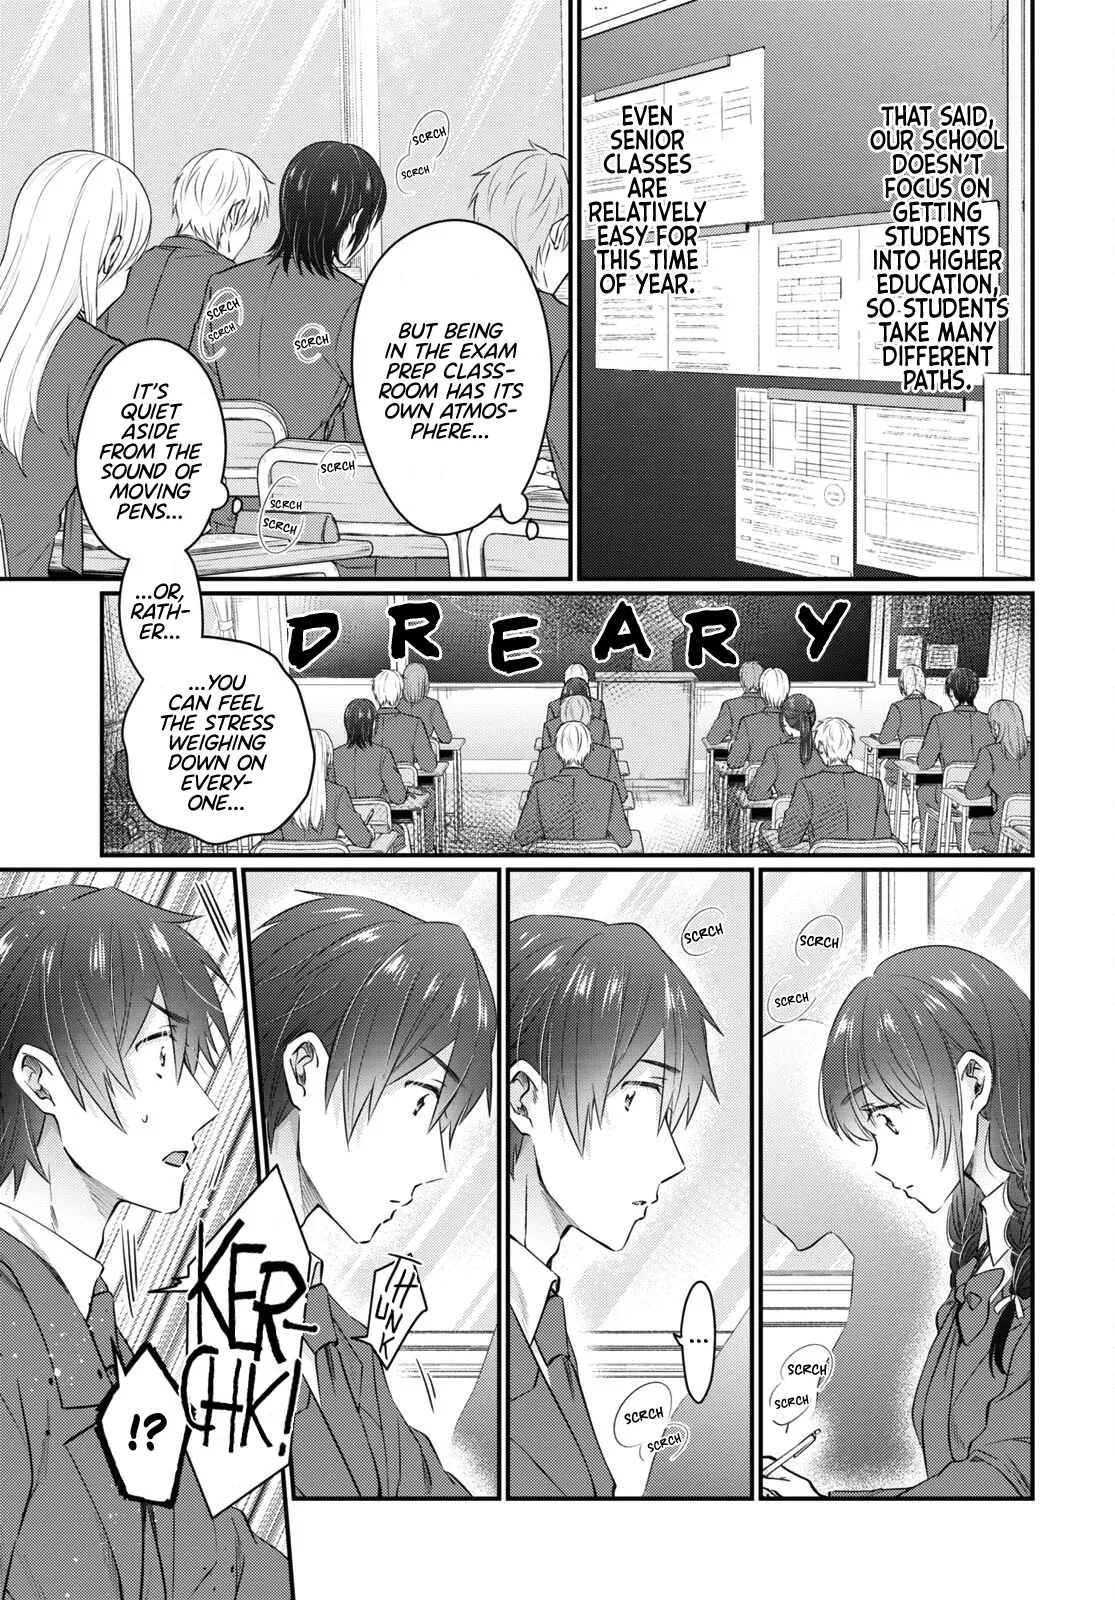 THAT SAID,
OUR SCHOOL
DOESN'T
FOCUS ON
GETTING
STUDENTS
INTO HIGHER
EDUCATION,
SO STUDENTS
TAKE MANY
DIFFERENT
PATHS.
EVEN
SENIOR
CLASSES
ARE
RELATIVELY
EASY FOR
THIS TIME
OF YEAR.
SCRCH
SCRCH
BUT BEING
IN THE EXAM
PREP CLASS-
ROOM HAS ITS
OWN ATMOS-
PHERE...
SCRCH
SCRCH
SCRCH
SCRCH
SCRCH
SCRCH
IT'S
QUIET
ASIDE
FROM THE
SOUND OF
MOVING
PENS...
...OR,
RATH-
ER...
...YOU
CAN FEEL
THE STRESS
WEIGHING
DOWN ON
EVERY-
ONE...
DREARY
SCRCH
SCRCH
SCRCH
SCRCH
SCRCH
...
SCRCH
SCRCH
THUNK
KER-
CHK!
!?